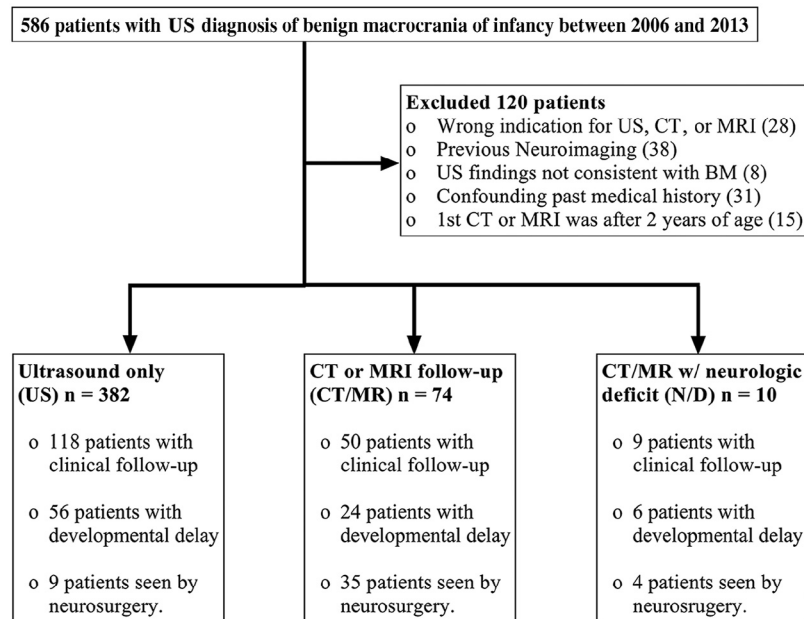 586 patients with US diagnosis of benign macrocrania of infancy between 2006 and 2013
Excluded 120 patients
o Wrong indication for US, CT, or MRI (28)
o Previous Neuroimaging (38)
o US findings not consistent with BM (8)
o Confounding past medical history (31)
o 1st CT or MRI was after 2 years of age (15)
Ultrasound only
(US) n = 382
o 118 patients with
clinical follow-up
o 56 patients with
developmental delay
o 9 patients seen by
neurosurgery.
CT or MRI follow-up
(CT/MR) n = 74
o 50 patients with
clinical follow-up
o 24 patients with
developmental delay
o 35 patients seen by
neurosurgery.
CT/MR w/ neurologic
deficit (N/D) n = 10
o 9 patients with
clinical follow-up
o 6 patients with
developmental delay
o 4 patients seen by
neurosrugery.